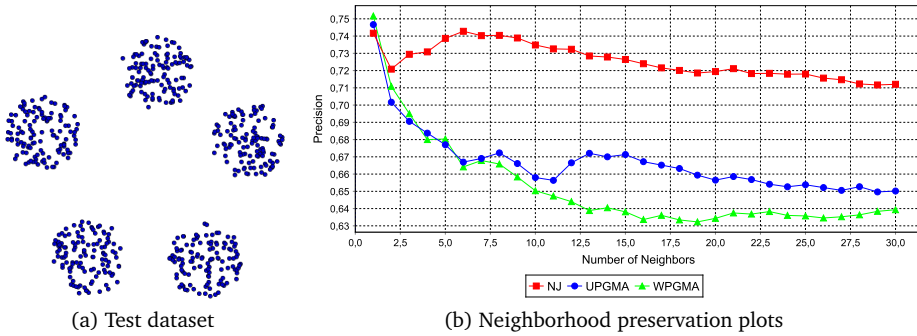 0,75
0,74
0,73
0,72
0,71
0,70
0,69
0,68
0,67
0,66
0,65
0,64
0,63
Precision
0,0 2,5 5,0 7,5 10,0 12,5 15,0 17,5 20,0 22,5 25,0 27,5 30,0
Number of Neighbors
NJ UPGMA WPGMA
(a) Test dataset
(b) Neighborhood preservation plots